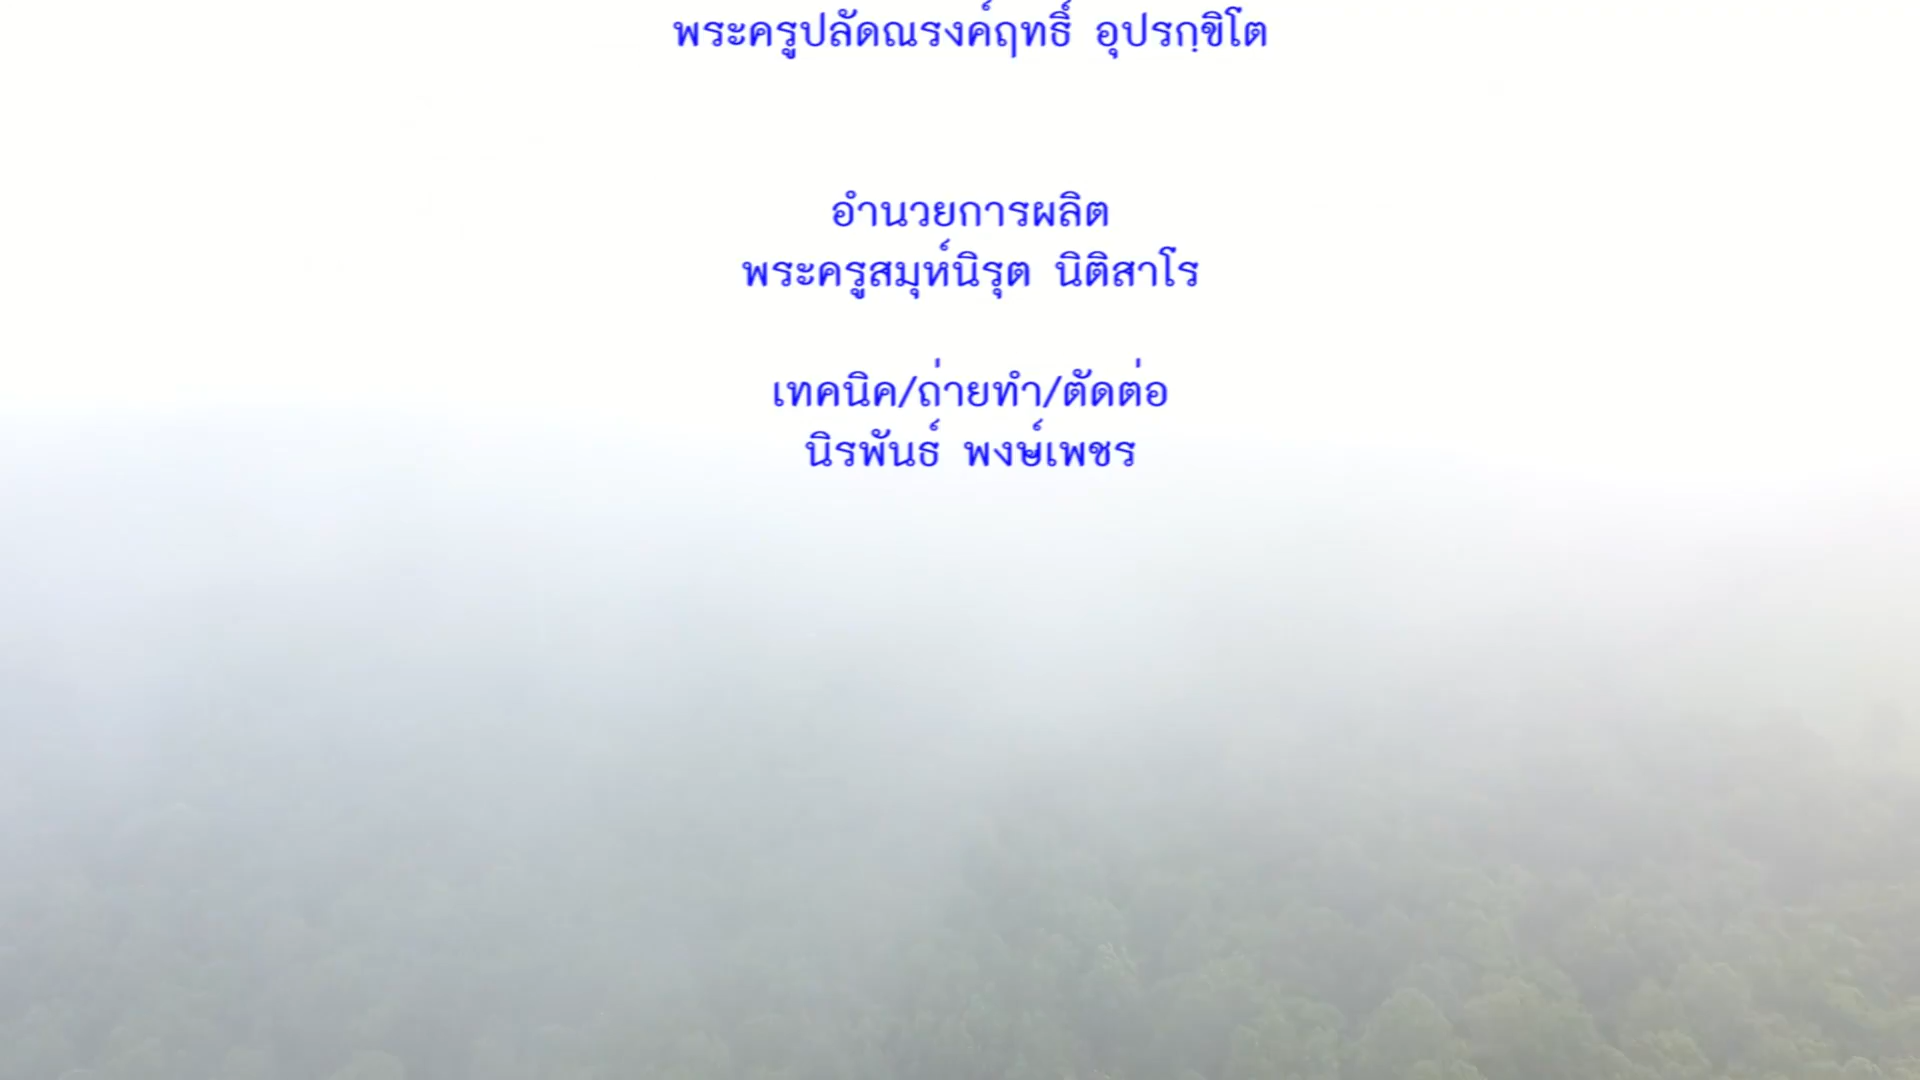 พระครูปลัดณรงค์ฤทธิ์ อุปรกฺขิโต
อำนวยการผลิต
พระครูสมุห์นิรุต นิติสาโร
เทคนิค/ถ่ายทำ/ตัดต่อ
นิรพันธ์ พงษ์เพชร